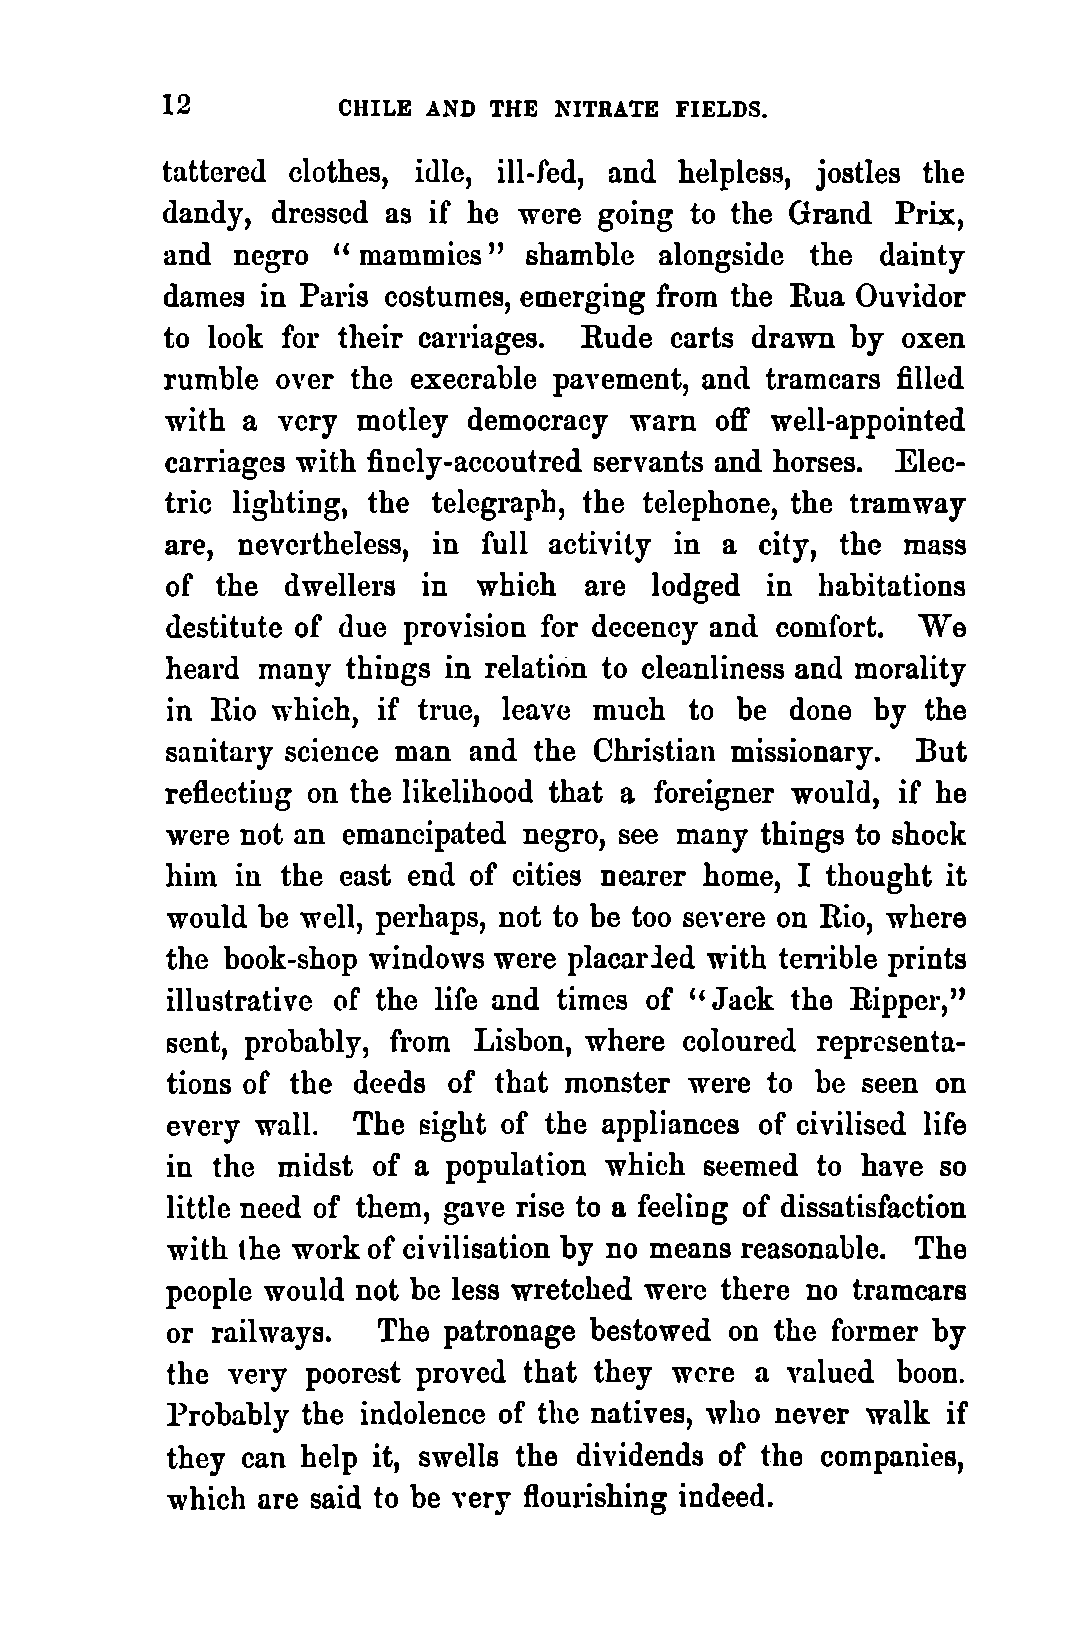 12 CHILE AND THE NITRATE FIELDS.
tattered clothes, idle, ill-fed, and helpless, jostles the
dandy, dressed as if he were going to the Grand Prix,
and negro “mammies” shamble alongside the dainty
dames in Paris costumes, emerging from the Rua Ouvidor
to look for their carriages. Rude carts drawn by oxen
rumble over the execrable pavement, and tramcars filled
with a very motley democracy warn off well-appointed
carriages with finely-accoutred servants and horses. Elec-
tric lighting, the telegraph, the telephone, the tramway
are, nevertheless, in full activity in a city, the mass
of the dwellers in which are lodged in habitations
destitute of due provision for decency and comfort. We
heard many things in relation to cleanliness and morality
in Rio which, if true, leave much to be done by the
sanitary science man and the Christian missionary. But
reflecting on the likelihood that a foreigner would, if he
were not an emancipated negro, see many things to shock
him in the east end of cities nearer home, I thought it
would be well, perhaps, not to be too severe on Rio, where
the book-shop windows were placarded with terrible prints
illustrative of the life and times of “Jack the Ripper,”
sent, probably, from Lisbon, where coloured representa-
tions of the deeds of that monster were to be seen on
every wall. The sight of the appliances of civilised life
in the midst of a population which seemed to have so
little need of them, gave rise to a feeling of dissatisfaction
with the work of civilisation by no means reasonable. The
people would not be less wretched were there no tramcars
or railways. The patronage bestowed on the former by
the very poorest proved that they were a valued boon.
Probably the indolence of the natives, who never walk if
they can help it, swells the dividends of the companies,
which are said to be very flourishing indeed.